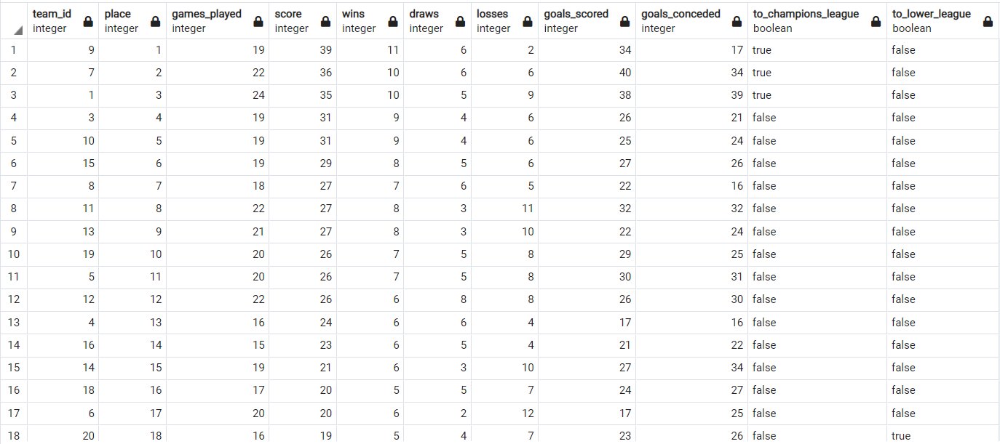 team_id place games_played score wins draws losses goals_scored goals_conceded to_champions_league to_lower_league
integer integer integer integer integer integer integer integer integer boolean boolean
1 9 1 19 39 11 6 2 34 17 true false
2 7 2 22 36 10 6 6 40 34 true false
3 1 3 24 35 10 5 9 38 39 true false
4 3 4 19 31 9 4 6 26 21 false false
5 10 5 19 31 9 4 6 25 24 false false
6 15 6 19 29 8 5 6 27 26 false false
7 8 7 18 27 7 6 5 22 16 false false
8 11 8 22 27 8 3 11 32 32 false false
9 13 9 21 27 8 3 10 22 24 false false
10 19 10 20 26 7 5 8 29 25 false false
11 5 11 20 26 7 5 8 30 31 false false
12 12 12 22 26 6 8 8 26 30 false false
13 4 13 16 24 6 6 4 17 16 false false
14 16 14 15 23 6 5 4 21 22 false false
15 14 15 19 21 6 3 10 27 34 false false
16 18 16 17 20 5 5 7 24 27 false false
17 6 17 20 20 6 2 12 17 25 false false
18 20 18 16 19 5 4 7 23 26 false true